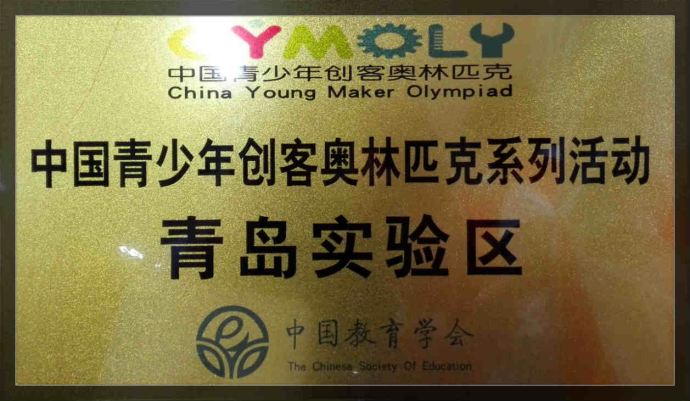 CYMOLY
中国青少年创客奥林匹克
China Young Maker Olympiad
中国青少年创客奥林匹克系列活动
青岛实验区
中国教育学会
The Chinese Society Of Education